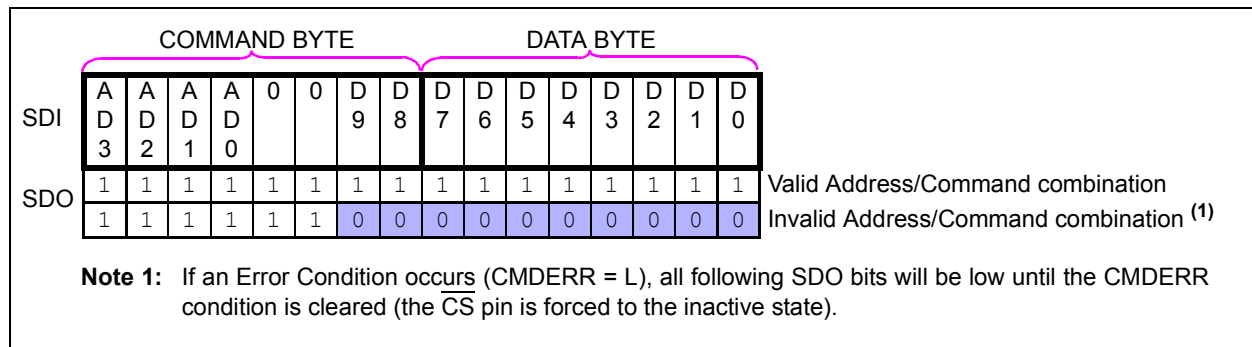 COMMAND BYTE DATA BYTE
SDI
A A A A 0 0 D D D D D D D D D D
D D D D 9 8 7 6 5 4 3 2 1 0
3 2 1 0
SDO
1 1 1 1 1 1 1 1 1 1 1 1 1 1 1 1 Valid Address/Command combination
1 1 1 1 1 1 0 0 0 0 0 0 0 0 0 0 Invalid Address/Command combination (1)
Note 1: If an Error Condition occurs (CMDERR = L), all following SDO bits will be low until the CMDERR
condition is cleared (the CS pin is forced to the inactive state).